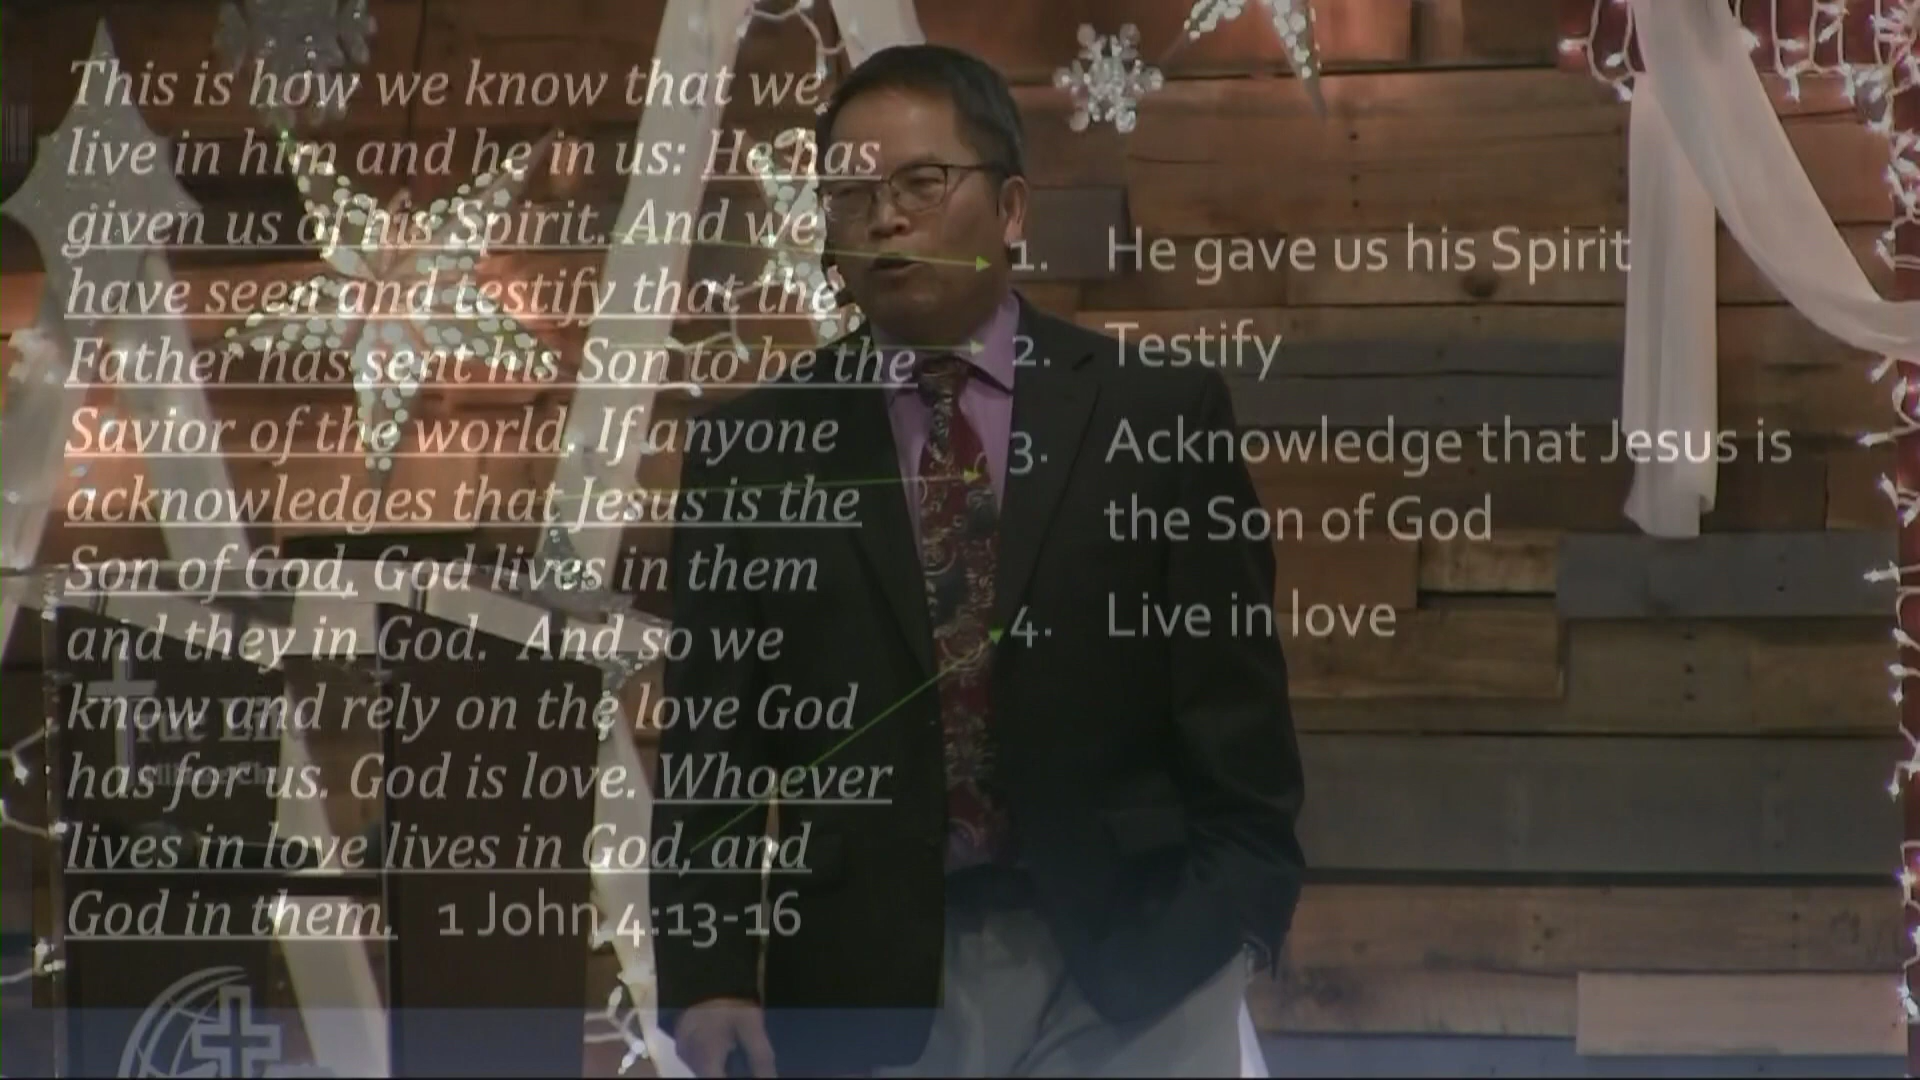 This is how we know that we
live in him and he in us: He has
given us of his Spirit. And we
have seen and testify that the
Father has sent his Son to be the
Savior of the world. If anyone
acknowledges that Jesus is the
Son of God, God lives in them
and they in God. And so we
know and rely on the love God
has for us. God is love. Whoever
lives in love lives in God, and
God in them. 1 John 4:13-16
1. He gave us his Spirit
2. Testify
3. Acknowledge that Jesus is
the Son of God
4. Live in love